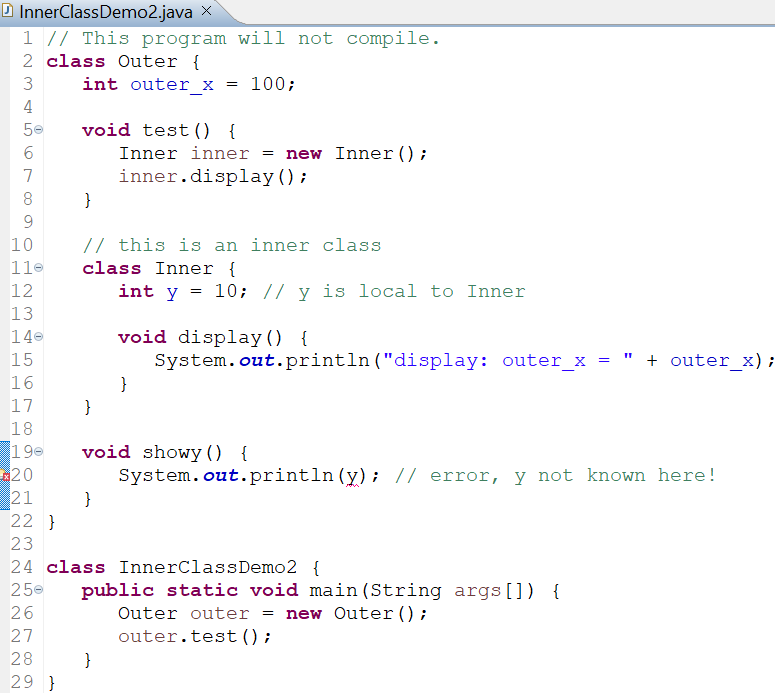 InnerClassDemo2.java
1 // This program will not compile.
2 class Outer {
3    int outer_x = 100;
4
5    void test() {
6       Inner inner = new Inner();
7       inner.display();
8    }
9
10    // this is an inner class
11    class Inner {
12       int y = 10; // y is local to Inner
13
14       void display() {
15          System.out.println("display: outer_x = " + outer_x);
16       }
17    }
18
19    void showy() {
20       System.out.println(y); // error, y not known here!
21    }
22 }
23
24 class InnerClassDemo2 {
25    public static void main(String args[]) {
26       Outer outer = new Outer();
27       outer.test();
28    }
29 }